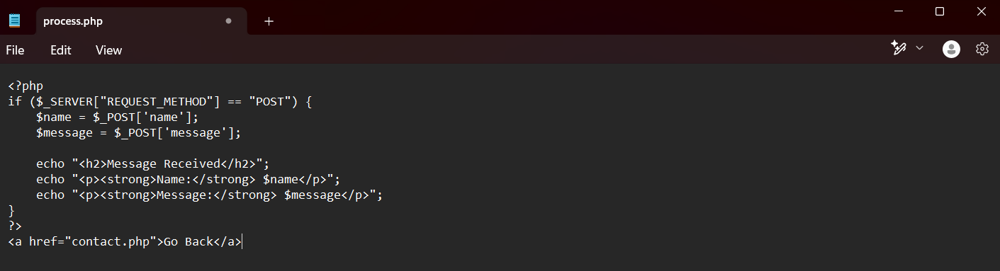 process.php
File Edit View
<?php
if ($_SERVER["REQUEST_METHOD"] == "POST") {
    $name = $_POST['name'];
    $message = $_POST['message'];

    echo "<h2>Message Received</h2>";
    echo "<p><strong>Name:</strong> $name</p>";
    echo "<p><strong>Message:</strong> $message</p>";
}
?>
<a href="contact.php">Go Back</a>